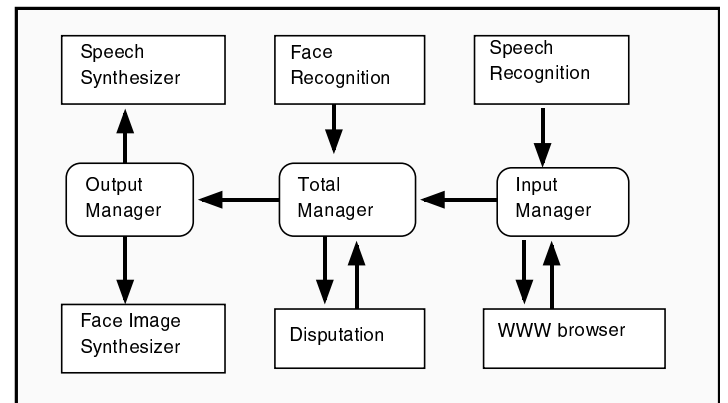 Speech
Synthesizer
Face
Recognition
Speech
Recognition
Output
Manager
Total
Manager
Input
Manager
Face Image
Synthesizer
Disputation
WWW browser